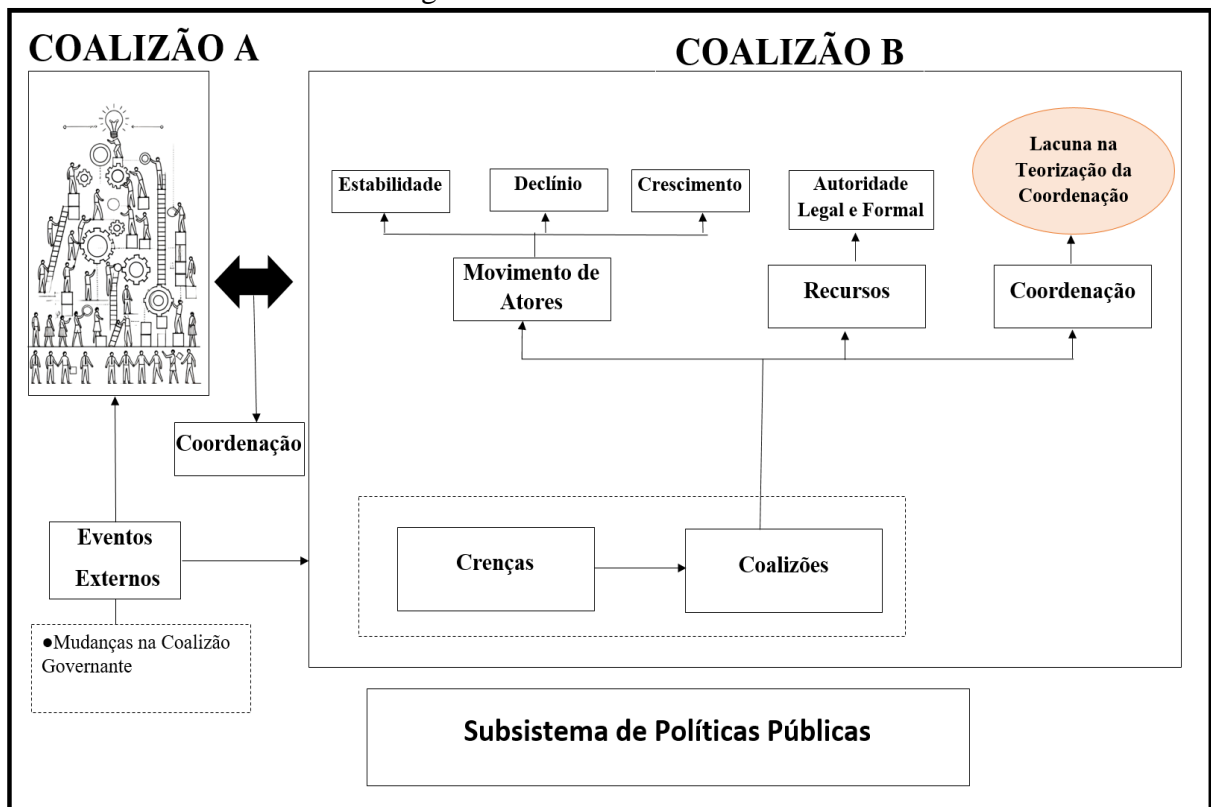 COALIZÃO A
COALIZÃO B
Lacuna na
Teorização da
Coordenação
Estabilidade
Declínio
Crescimento
Autoridade
Legal e Formal
Movimento de
Atores
Recursos
Coordenação
Coordenação
Eventos
Externos
Crenças
Coalizões
●Mudanças na Coalizão
Governante
Subsistema de Políticas Públicas